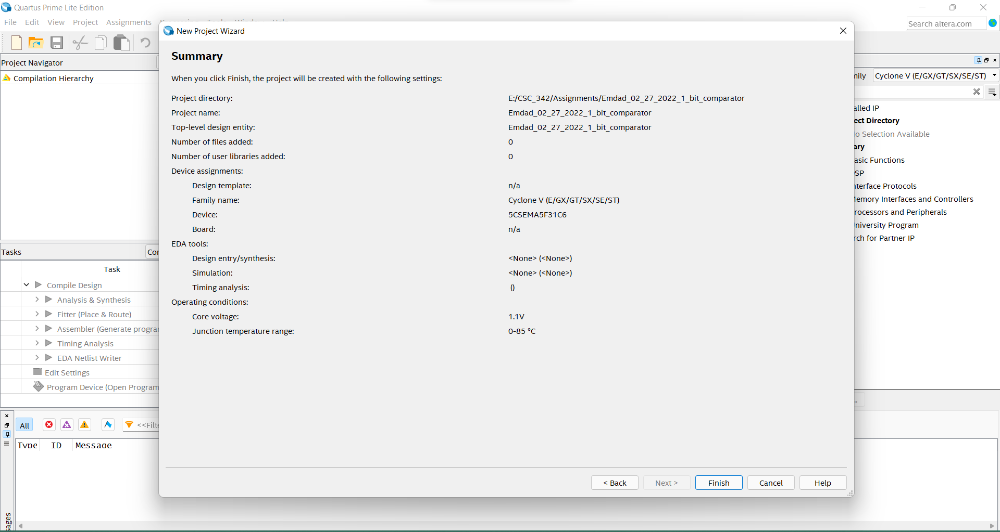 Quartus Prime Lite Edition
File Edit View Project Assignments
Search altera.com
New Project Wizard
Summary
When you click Finish, the project will be created with the following settings:
Project directory: E:/CSC_342/Assignments/Emdad_02_27_2022_1_bit_comparator
Project name: Emdad_02_27_2022_1_bit_comparator
Top-level design entity: Emdad_02_27_2022_1_bit_comparator
Number of files added: 0
Number of user libraries added: 0
Device assignments:
Design template: n/a
Family name: Cyclone V (E/GX/GT/SX/SE/ST)
Device: 5CSEMA5F31C6
Board: n/a
EDA tools:
Design entry/synthesis: <None> (<None>)
Simulation: <None> (<None>)
Timing analysis: ()
Operating conditions:
Core voltage: 1.1V
Junction temperature range: 0-85 °C
< Back Next > Finish Cancel Help
Project Navigator
Compilation Hierarchy
Tasks Cor
Task
Compile Design
Analysis & Synthesis
Fitter (Place & Route)
Assembler (Generate progra
Timing Analysis
EDA Netlist Writer
Edit Settings
Program Device (Open Program
mily Cyclone V (E/GX/GT/SX/SE/ST)
alled IP
ect Directory
o Selection Available
ary
asic Functions
SP
nterface Protocols
emory Interfaces and Controllers
rocessors and Peripherals
niversity Program
rch for Partner IP
...
All <<Filte
Type ID Message
sages